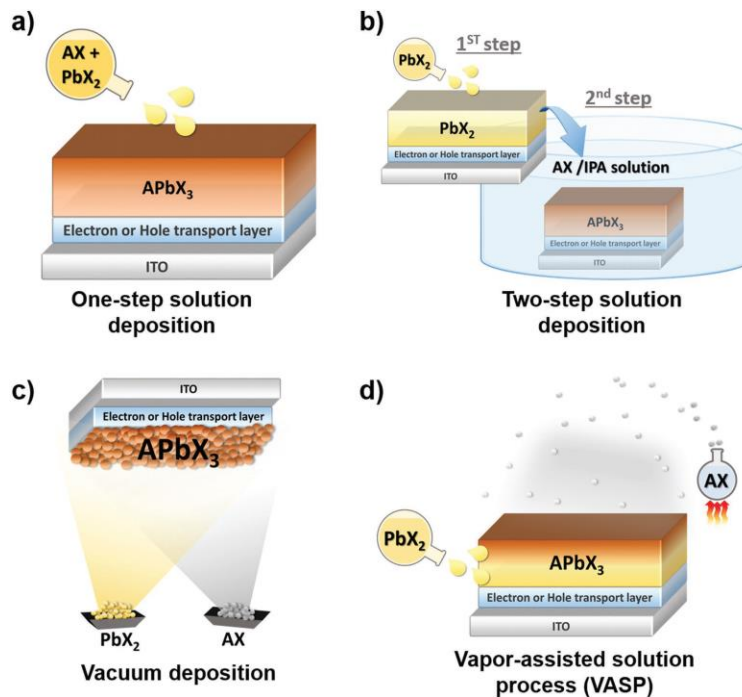 a)
AX +
PbX₂
APbX₃
Electron or Hole transport layer
ITO
One-step solution
deposition
b)
1ST step
PbX₂
PbX₂
Electron or Hole transport layer
ITO
2nd step
AX /IPA solution
APbX₃
Electron or Hole transport layer
ITO
Two-step solution
deposition
c)
ITO
Electron or Hole transport layer
APbX₃
PbX₂
AX
Vacuum deposition
d)
AX
PbX₂
APbX₃
Electron or Hole transport layer
ITO
Vapor-assisted solution
process (VASP)